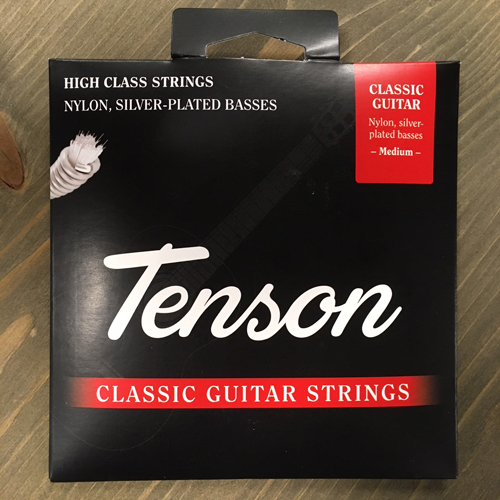 HIGH CLASS STRINGS
NYLON, SILVER-PLATED BASSES
CLASSIC
GUITAR
Nylon, silver-
plated basses
– Medium –
Tenson
CLASSIC GUITAR STRINGS